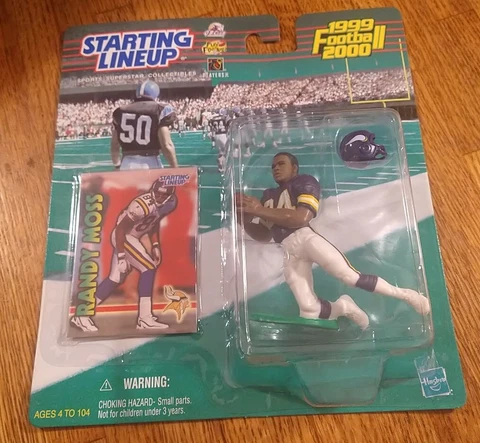 STARTING
LINEUP
SPORTS SUPERSTAR COLLECTIBLES
1999
Football
2000
50
STARTING
LINEUP
84
RANDY MOSS
84
WARNING:
CHOKING HAZARD- Small parts.
Not for children under 3 years.
AGES 4 TO 104
Hasbro